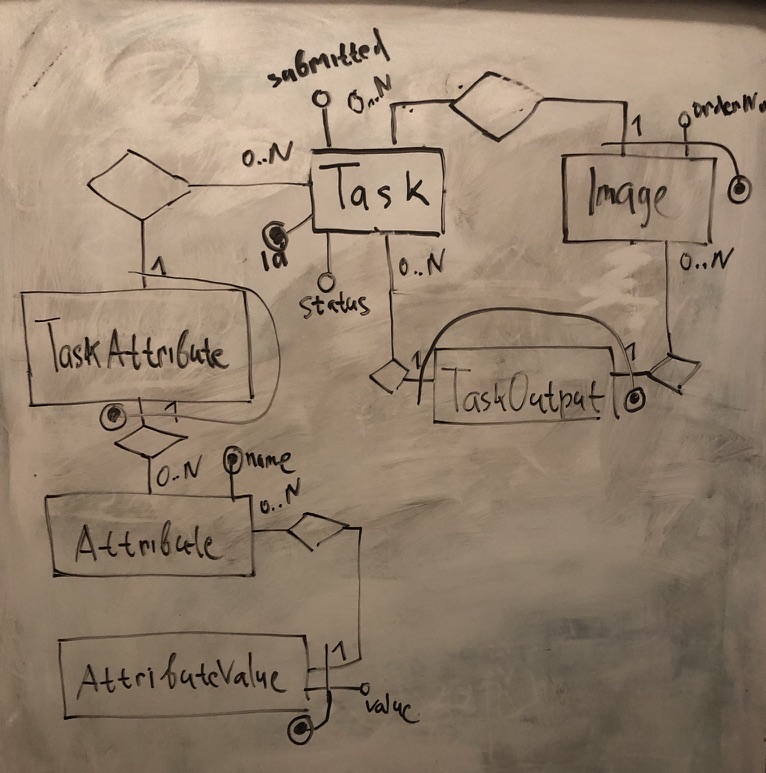 submitted
0..N
1
0..N
Task
Image
id
status
0..N
0..N
1
TaskAttribute
1
1
TaskOutput
1
0..N
name
0..N
Attribute
1
AttributeValue
value